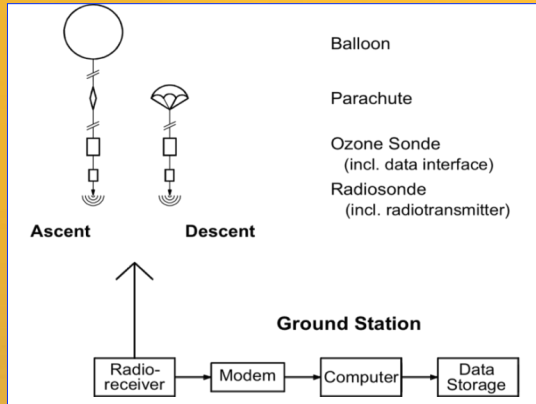 Balloon
Parachute
Ozone Sonde
(incl. data interface)
Radiosonde
(incl. radiotransmitter)
Ascent
Descent
Ground Station
Radio-
receiver
Modem
Computer
Data
Storage